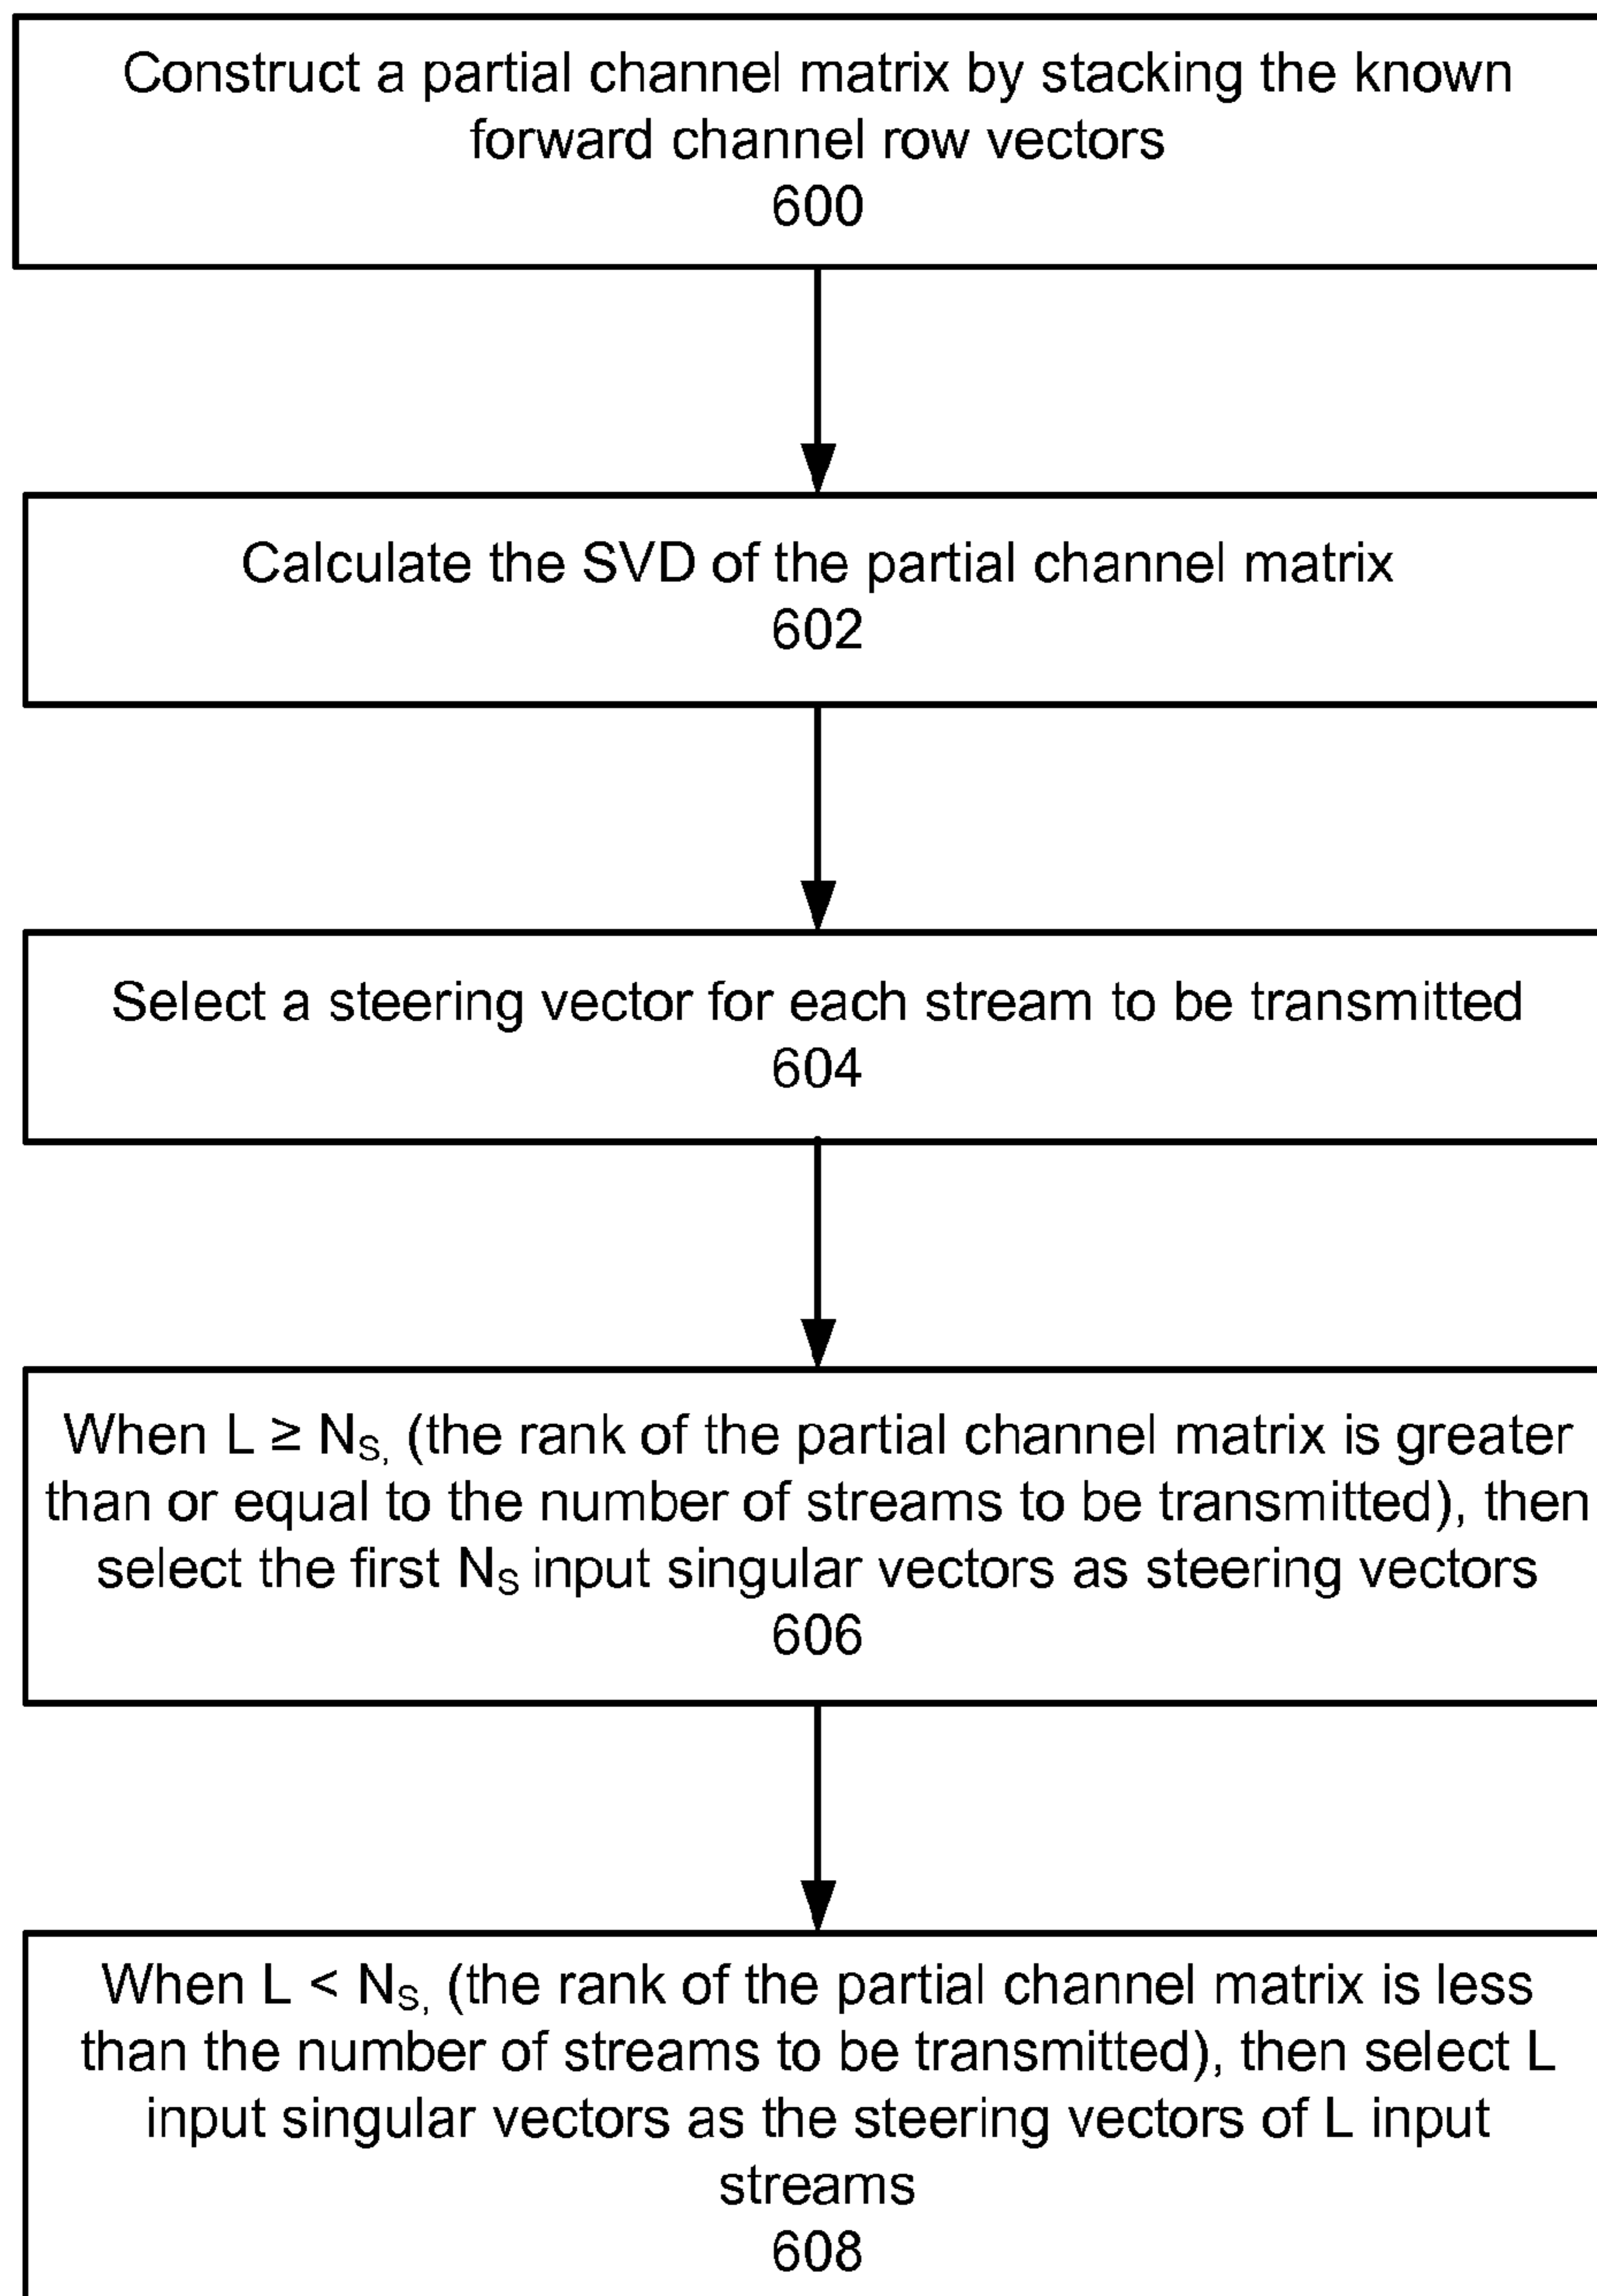 Construct a partial channel matrix by stacking the known
forward channel row vectors
600
Calculate the SVD of the partial channel matrix
602
Select a steering vector for each stream to be transmitted
604
When L ≥ NS, (the rank of the partial channel matrix is greater
than or equal to the number of streams to be transmitted), then
select the first NS input singular vectors as steering vectors
606
When L < NS, (the rank of the partial channel matrix is less
than the number of streams to be transmitted), then select L
input singular vectors as the steering vectors of L input
streams
608